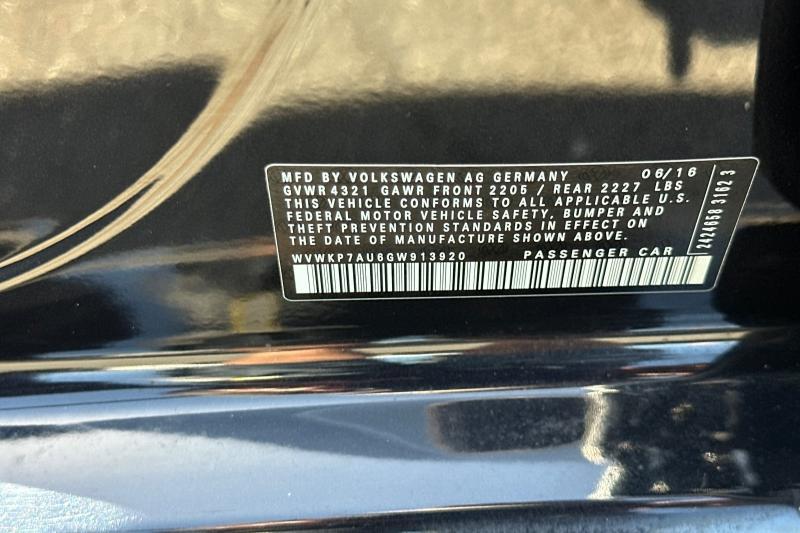 MFD BY VOLKSWAGEN AG GERMANY 06/16
GVWR 4321 GAWR FRONT 2205 / REAR 2227 LBS
THIS VEHICLE CONFORMS TO ALL APPLICABLE U.S.
FEDERAL MOTOR VEHICLE SAFETY, BUMPER AND
THEFT PREVENTION STANDARDS IN EFFECT ON
THE DATE OF MANUFACTURE SHOWN ABOVE.
WVWKP7AU6GW913920 PASSENGER CAR
2424658 3162 3